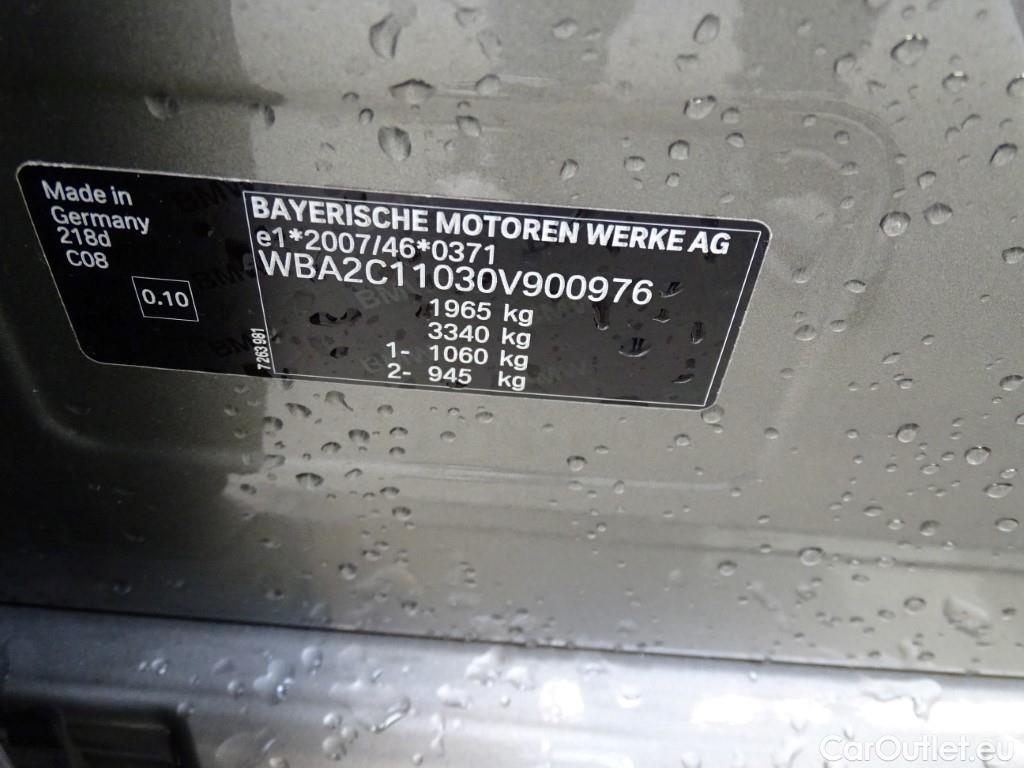 Made in
Germany
218d
C08
0.10
7 263 981
BAYERISCHE MOTOREN WERKE AG
e1*2007/46*0371
WBA2C11030V900976
1965 kg
3340 kg
1- 1060 kg
2- 945 kg
CarOutlet.eu